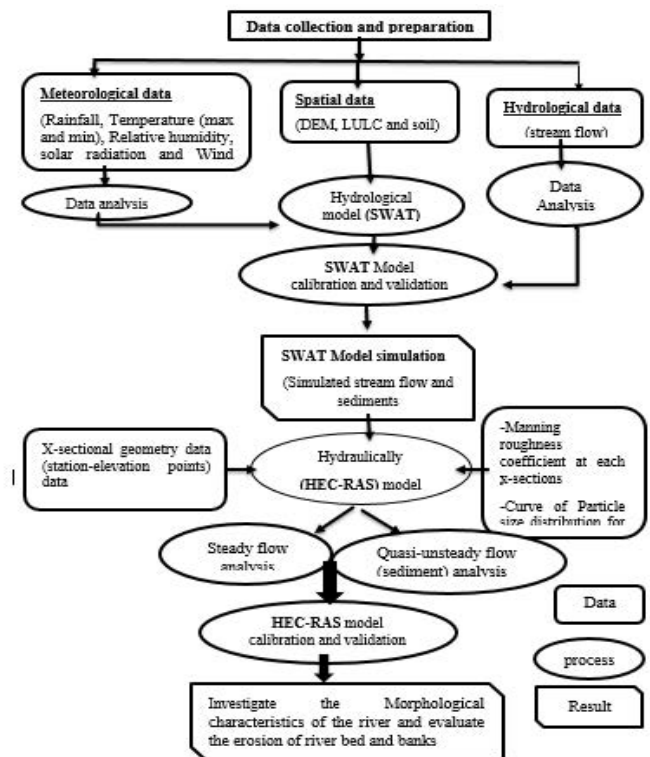 Data collection and preparation
Meteorological data
(Rainfall, Temperature (max
and min), Relative humidity,
solar radiation and Wind
Spatial data
(DEM, LULC and soil)
Hydrological data
(stream flow)
Data analysis
Hydrological
model (SWAT)
Data
Analysis
SWAT Model
calibration and validation
SWAT Model simulation
(Simulated stream flow and
sediments
X-sectional geometry data
(station-elevation points)
data
Hydraulically
(HEC-RAS) model
-Manning
roughness
coefficient at each
x-sections
-Curve of Particle
size distribution for
Steady flow
analysis
Quasi-unsteady flow
(sediment) analysis
HEC-RAS model
calibration and validation
Data
process
Result
Investigate the Morphological
characteristics of the river and evaluate
the erosion of river bed and banks